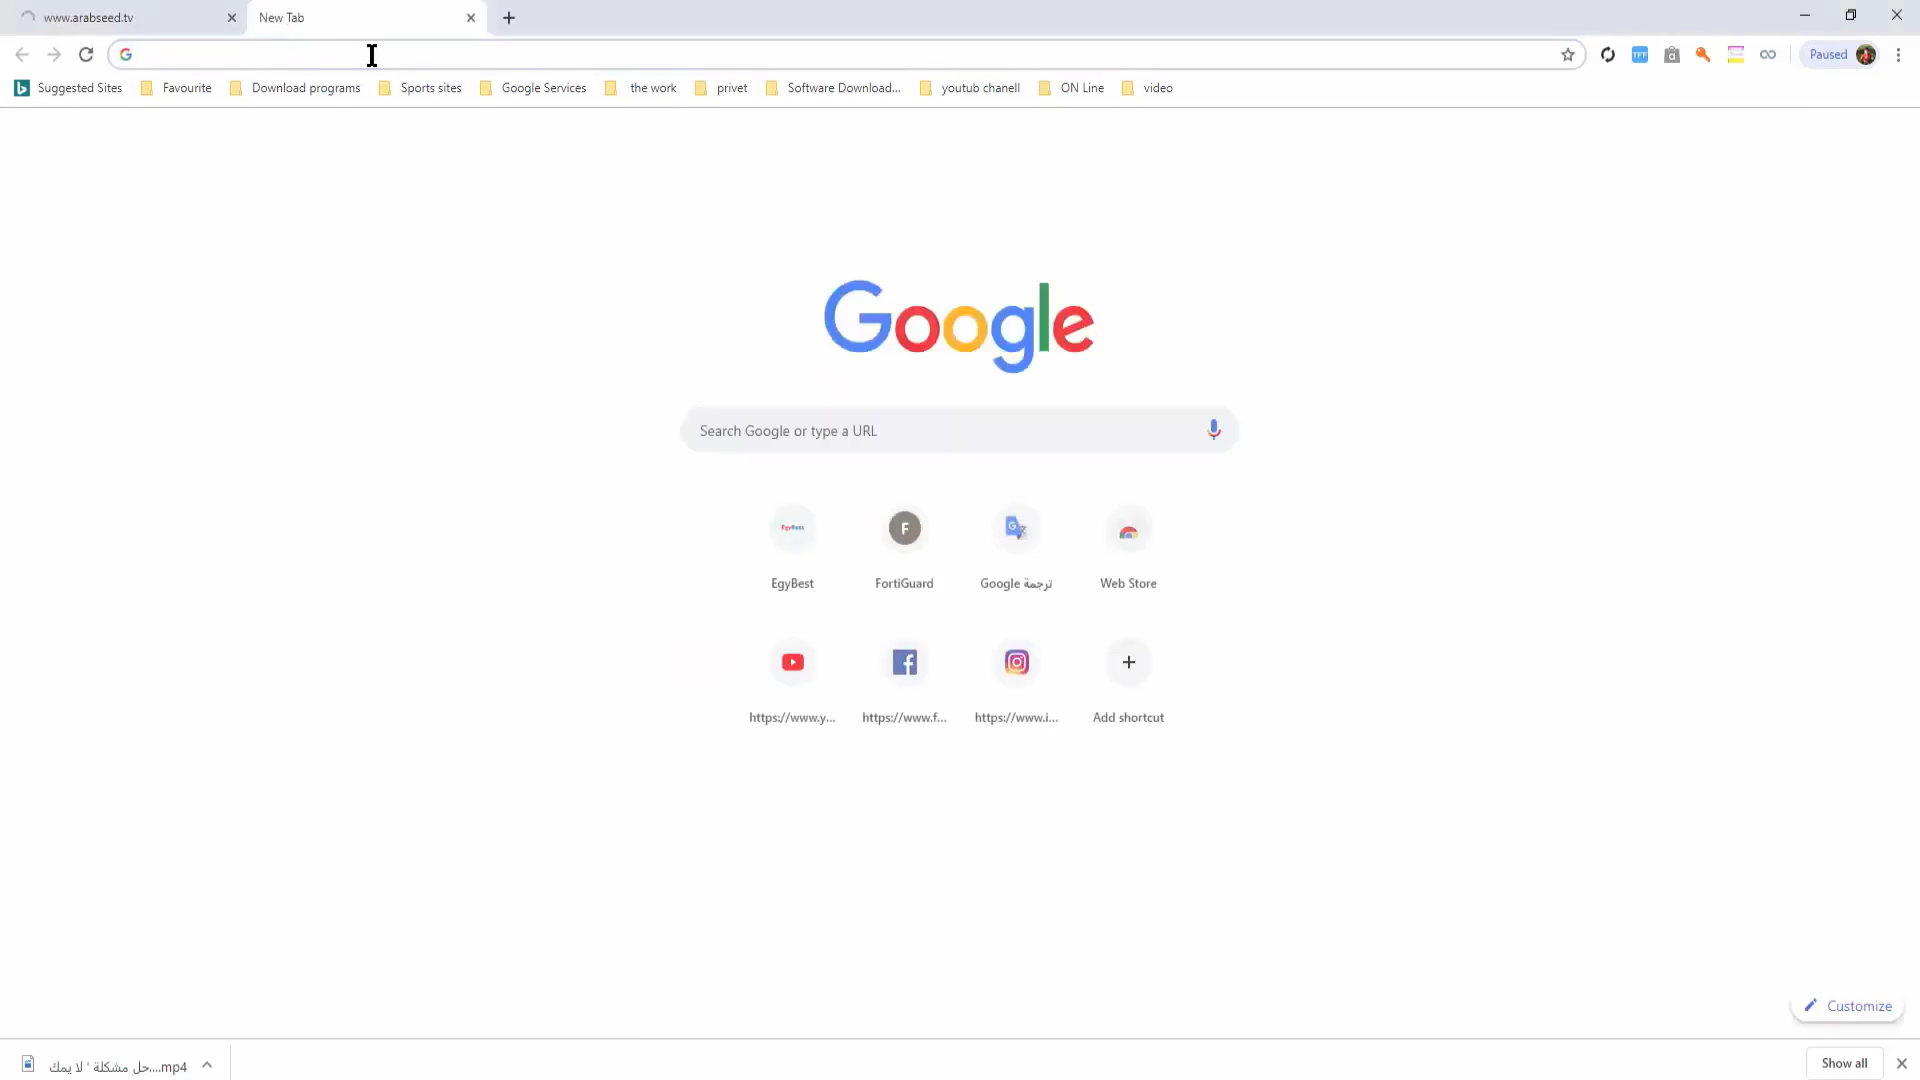 www.arabseed.tv
New Tab
Paused
Suggested Sites
Favourite
Download programs
Sports sites
Google Services
the work
privet
Software Download...
youtub chanell
ON Line
video
Google
Search Google or type a URL
EgyBest
F
FortiGuard
ترجمة Google
Web Store
https://www.y...
https://www.f...
https://www.i...
Add shortcut
Customize
حل مشكلة ' لا يمك....mp4
Show all